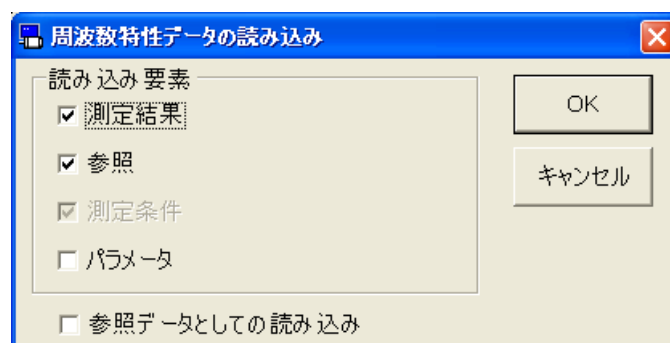 周波数特性データの読み込み
読み込み要素
測定結果
参照
測定条件
パラメータ
参照データとしての読み込み
OK
キャンセル